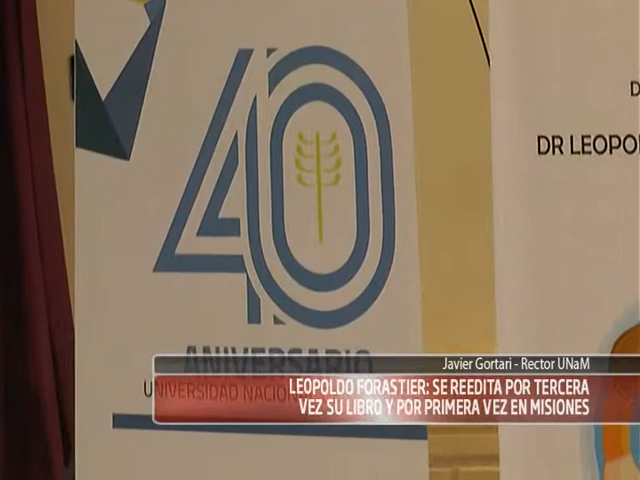 40
D
DR LEOPO
ANIVERSARIO
UNIVERSIDAD NACIO
Javier Gortari - Rector UNaM
LEOPOLDO FORASTIER: SE REEDITA POR TERCERA
VEZ SU LIBRO Y POR PRIMERA VEZ EN MISIONES